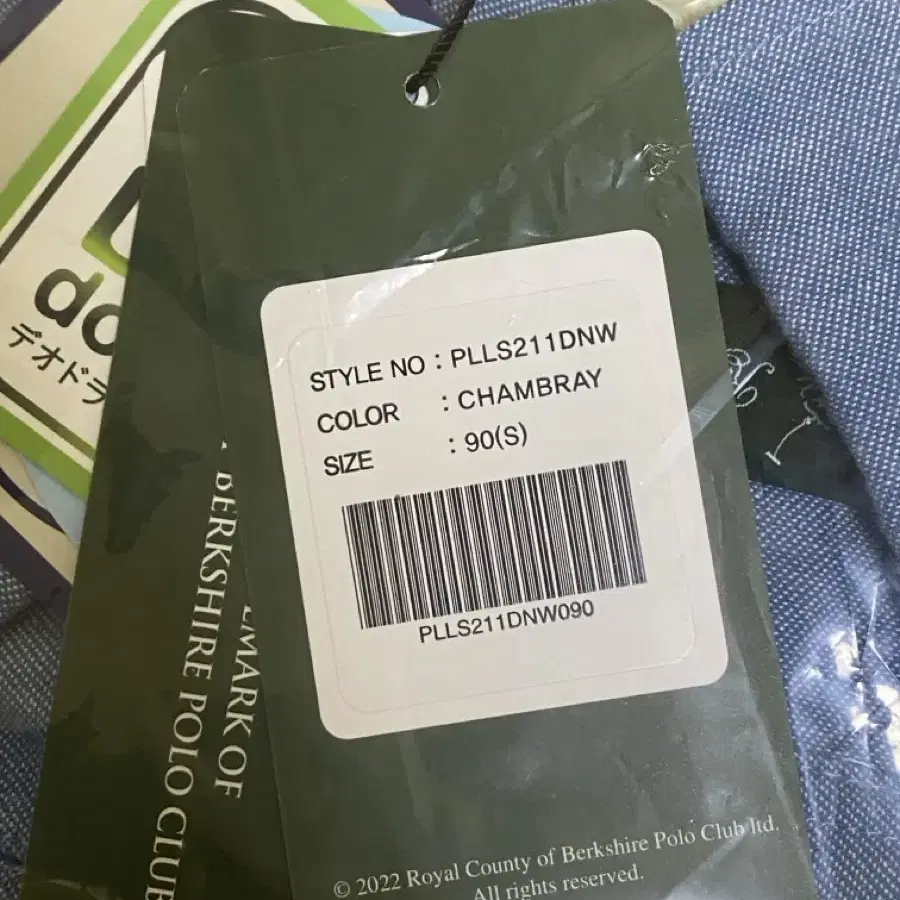 STYLE NO : PLLS211DNW
COLOR : CHAMBRAY
SIZE : 90(S)
PLLS211DNW090
© 2022 Royal County of Berkshire Polo Club ltd.
All rights reserved.
MARK OF
BERKSHIRE POLO CLUB
do
デオドラ